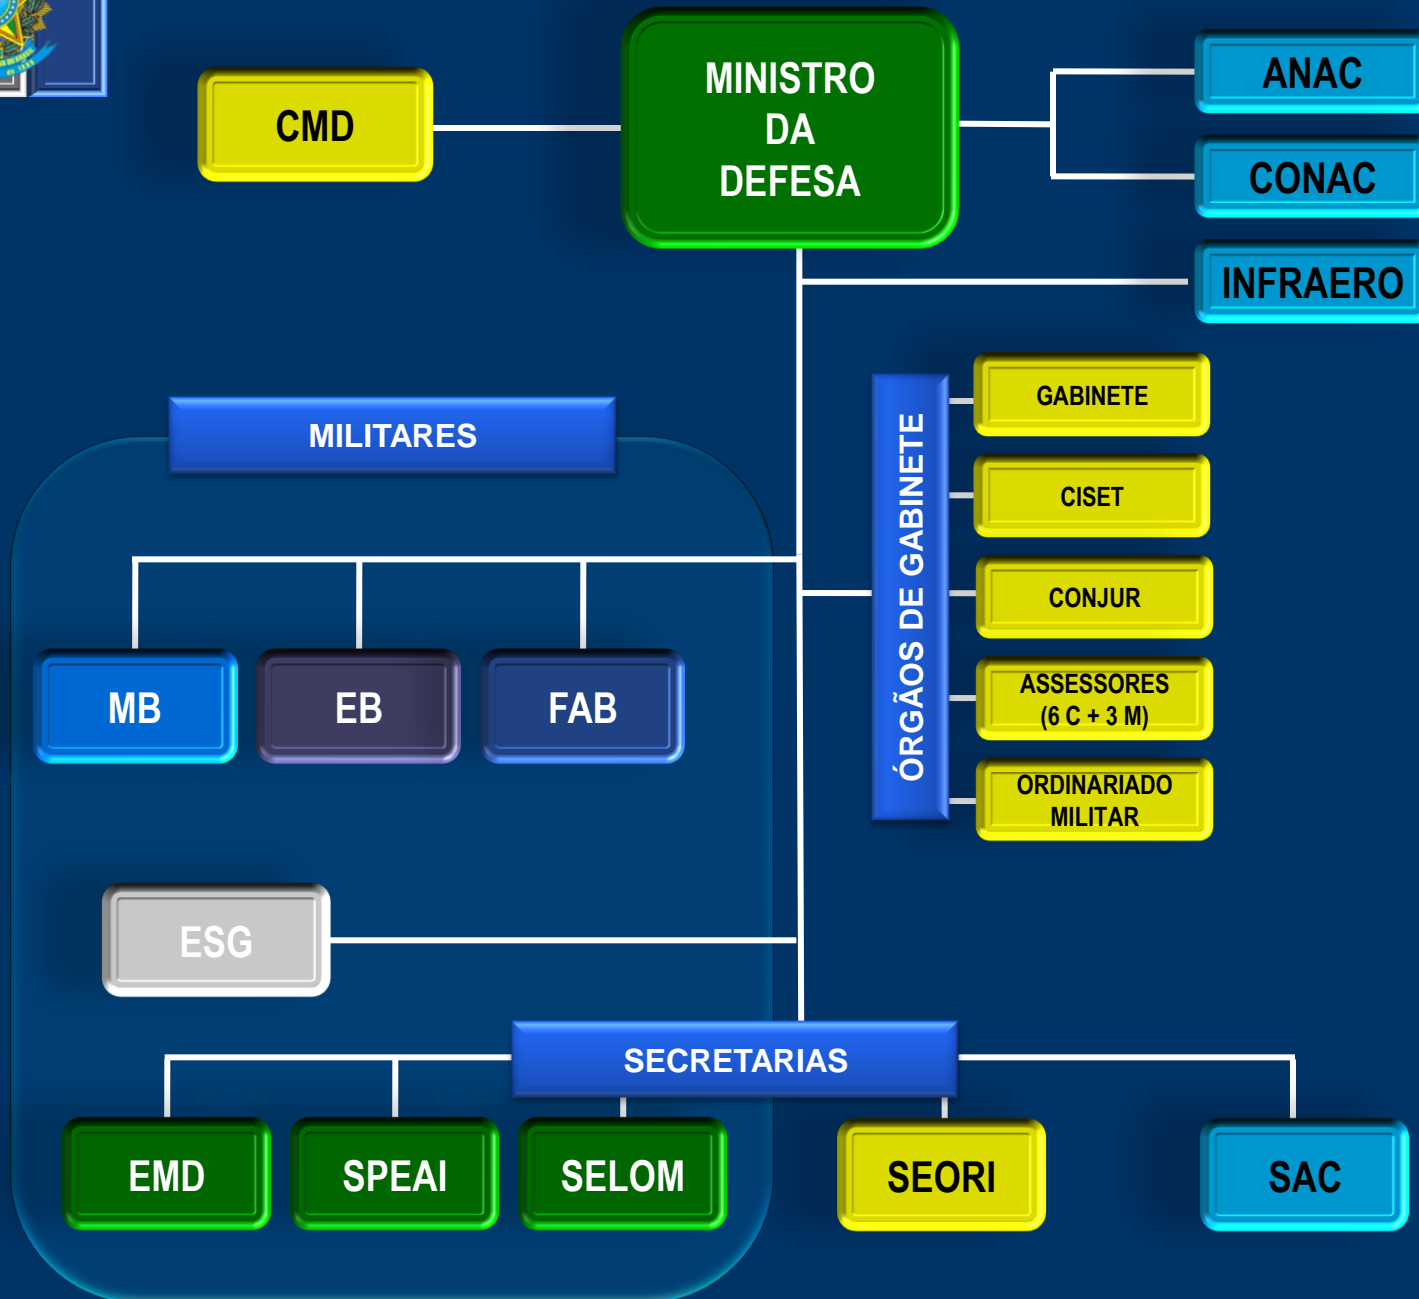 MINISTRO
DA
DEFESA
CMD
ANAC
CONAC
INFRAERO
MILITARES
ÓRGÃOS DE GABINETE
GABINETE
CISET
CONJUR
ASSESSORES
(6 C + 3 M)
ORDINARIADO
MILITAR
MB
EB
FAB
ESG
SECRETARIAS
EMD
SPEAI
SELOM
SEORI
SAC